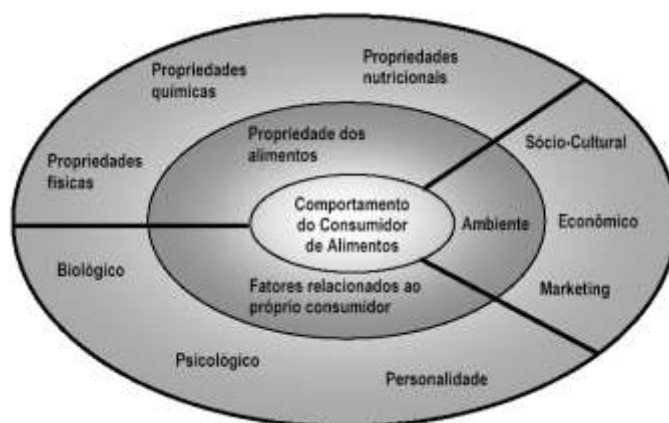 Propriedades
químicas
Propriedades
nutricionais
Propriedades
físicas
Propriedade dos
alimentos
Sócio-Cultural
Comportamento
do Consumidor
de Alimentos
Ambiente
Econômico
Biológico
Fatores relacionados ao
próprio consumidor
Marketing
Psicológico
Personalidade